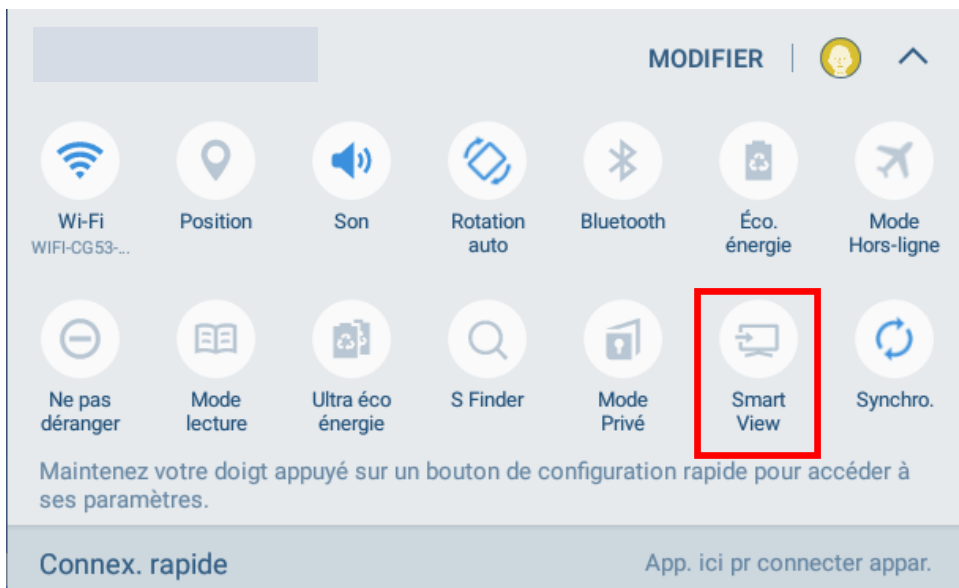 MODIFIER
Wi-Fi Position Son Rotation auto Bluetooth Éco. énergie Mode Hors-ligne
WIFI-CG53-...
Ne pas déranger Mode lecture Ultra éco énergie S Finder Mode Privé Smart View Synchro.
Maintenez votre doigt appuyé sur un bouton de configuration rapide pour accéder à
ses paramètres.
Connex. rapide App. ici pr connecter appar.